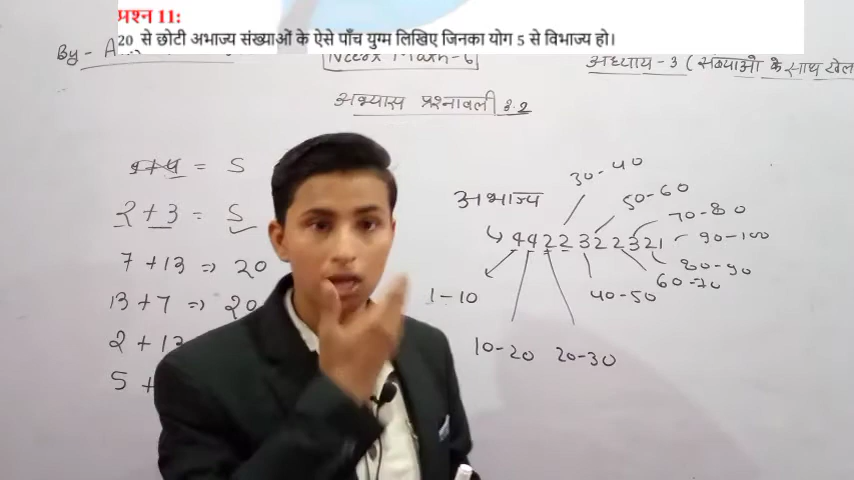 प्रश्न 11:
20 से छोटी अभाज्य संख्याओं के ऐसे पाँच युग्म लिखिए जिनका योग 5 से विभाज्य हो।
By-
Math-6
अध्याय-3 (संख्याओं के साथ खेल
अभ्यास प्रश्नावली 3.2
= 5
2+3 = 5
7+13 => 20
13+7 => 20
2+13
5+
अभाज्य
30-40
50-60
70-80
4 4 2 2 3 2 2 3 2 1
90-100
80-90
60-70
1-10
40-50
10-20 20-30